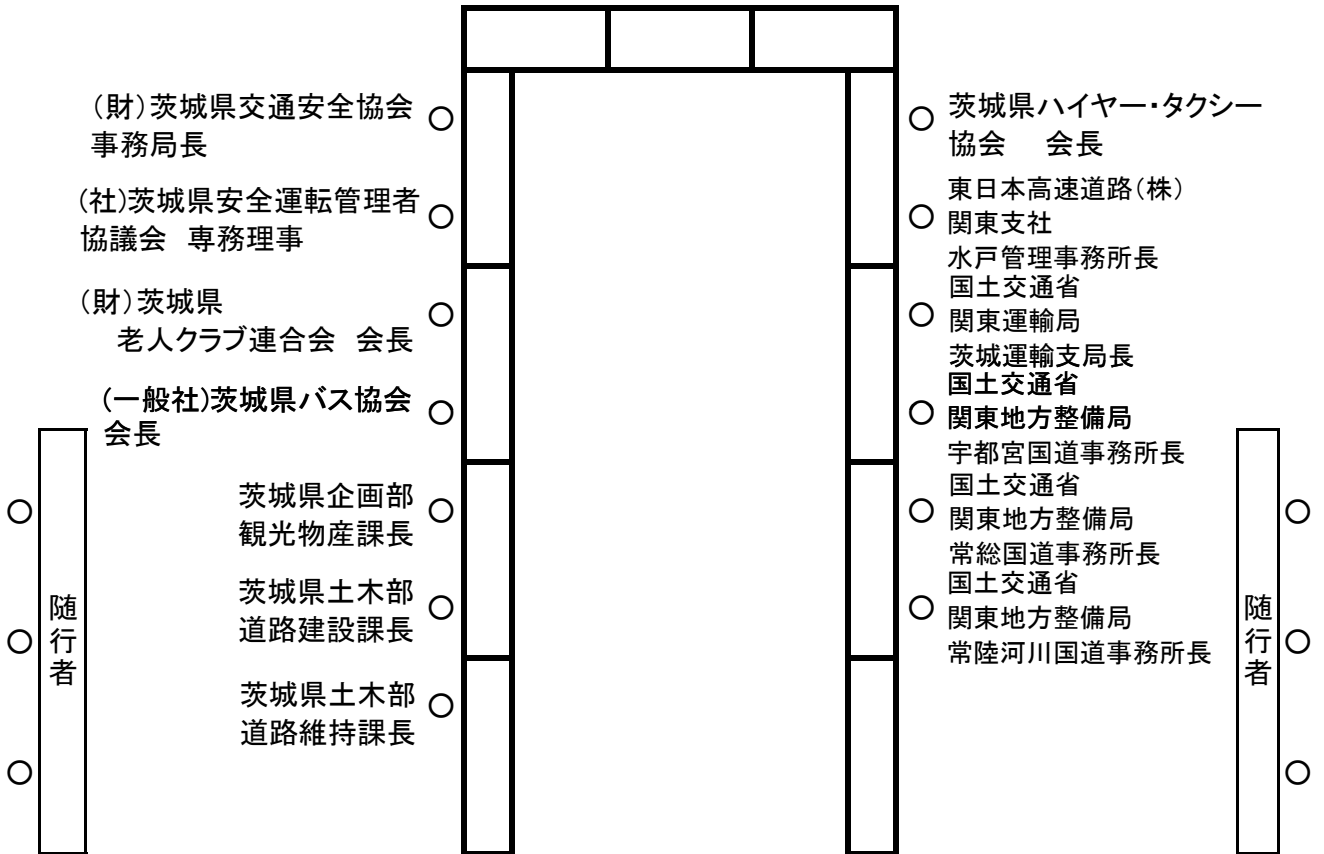 (財)茨城県交通安全協会
事務局長
(社)茨城県安全運転管理者
協議会 専務理事
(財)茨城県
老人クラブ連合会 会長
(一般社)茨城県バス協会
会長
茨城県企画部
観光物産課長
茨城県土木部
道路建設課長
茨城県土木部
道路維持課長
随行者
茨城県ハイヤー・タクシー
協会 会長
東日本高速道路(株)
関東支社
水戸管理事務所長
国土交通省
関東運輸局
茨城運輸支局長
国土交通省
関東地方整備局
宇都宮国道事務所長
国土交通省
関東地方整備局
常総国道事務所長
国土交通省
関東地方整備局
常陸河川国道事務所長
随行者